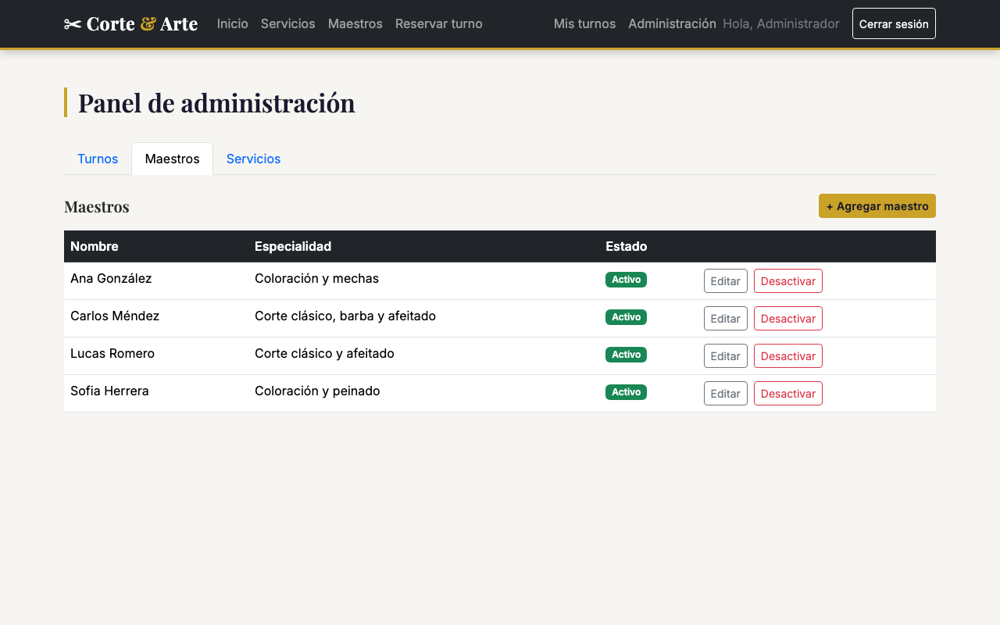 ✂ Corte & Arte Inicio Servicios Maestros Reservar turno Mis turnos Administración Hola, Administrador Cerrar sesión
Panel de administración
Turnos Maestros Servicios
Maestros + Agregar maestro
Nombre Especialidad Estado
Ana González Coloración y mechas Activo Editar Desactivar
Carlos Méndez Corte clásico, barba y afeitado Activo Editar Desactivar
Lucas Romero Corte clásico y afeitado Activo Editar Desactivar
Sofia Herrera Coloración y peinado Activo Editar Desactivar